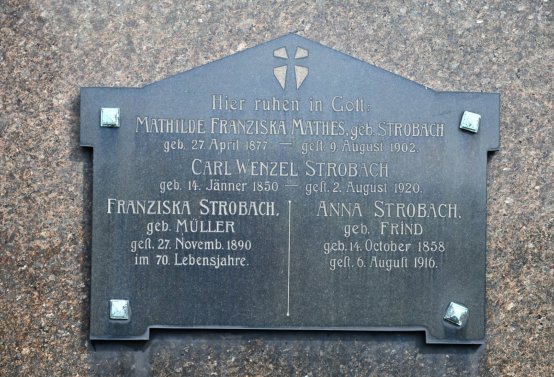 Hier ruhen in Gott:
MATHILDE FRANZISKA MATHES, geb. STROBACH
geb. 27. April 1877 — gest. 9. August 1902.
CARL WENZEL STROBACH
geb. 14. Jänner 1850 — gest. 2. August 1920.
FRANZISKA STROBACH,
geb. MÜLLER
gest. 27. Novemb. 1890
im 70. Lebensjahre.
ANNA STROBACH,
geb. FRIND
geb. 14. October 1858
gest. 6. August 1916.